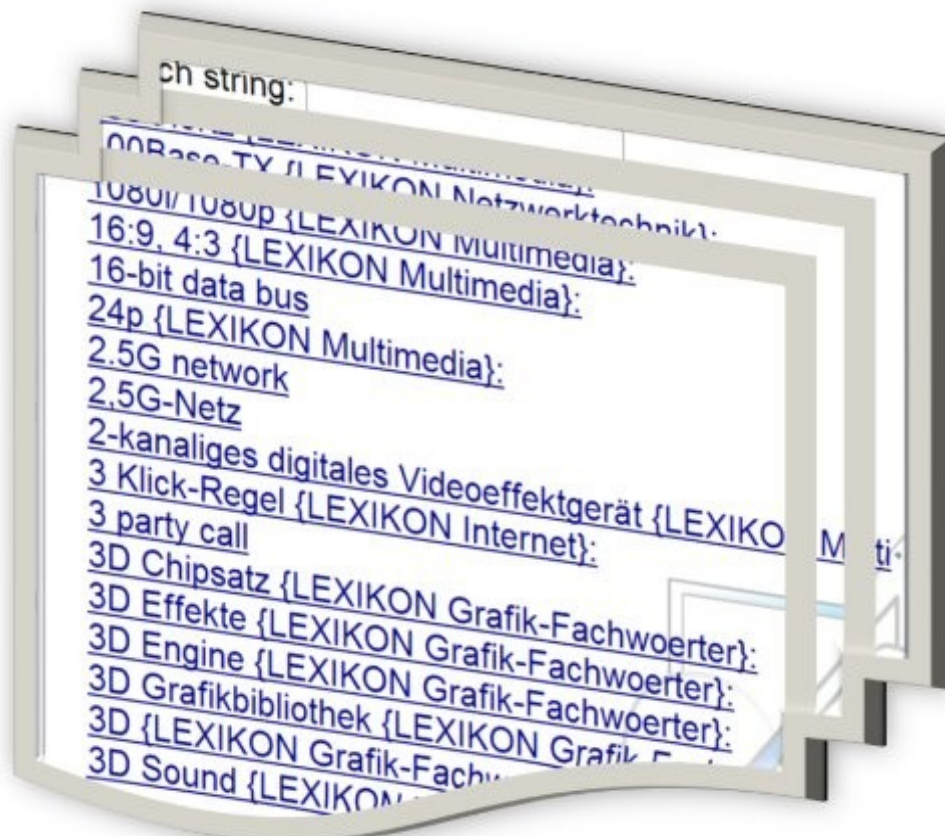 ch string:
{LEXIKON Multimedia}:
00Base-TX {LEXIKON Netzwerktechnik}:
1080i/1080p {LEXIKON Multimedia}:
16:9, 4:3 {LEXIKON Multimedia}:
16-bit data bus
24p {LEXIKON Multimedia}:
2.5G network
2,5G-Netz
2-kanaliges digitales Videoeffektgerät {LEXIKO M ti
3 Klick-Regel {LEXIKON Internet}:
3 party call
3D Chipsatz {LEXIKON Grafik-Fachwoerter}:
3D Effekte {LEXIKON Grafik-Fachwoerter}:
3D Engine {LEXIKON Grafik-Fachwoerter}:
3D Grafikbibliothek {LEXIKON Grafik
3D {LEXIKON Grafik-Fachw
3D Sound {LEXIKON